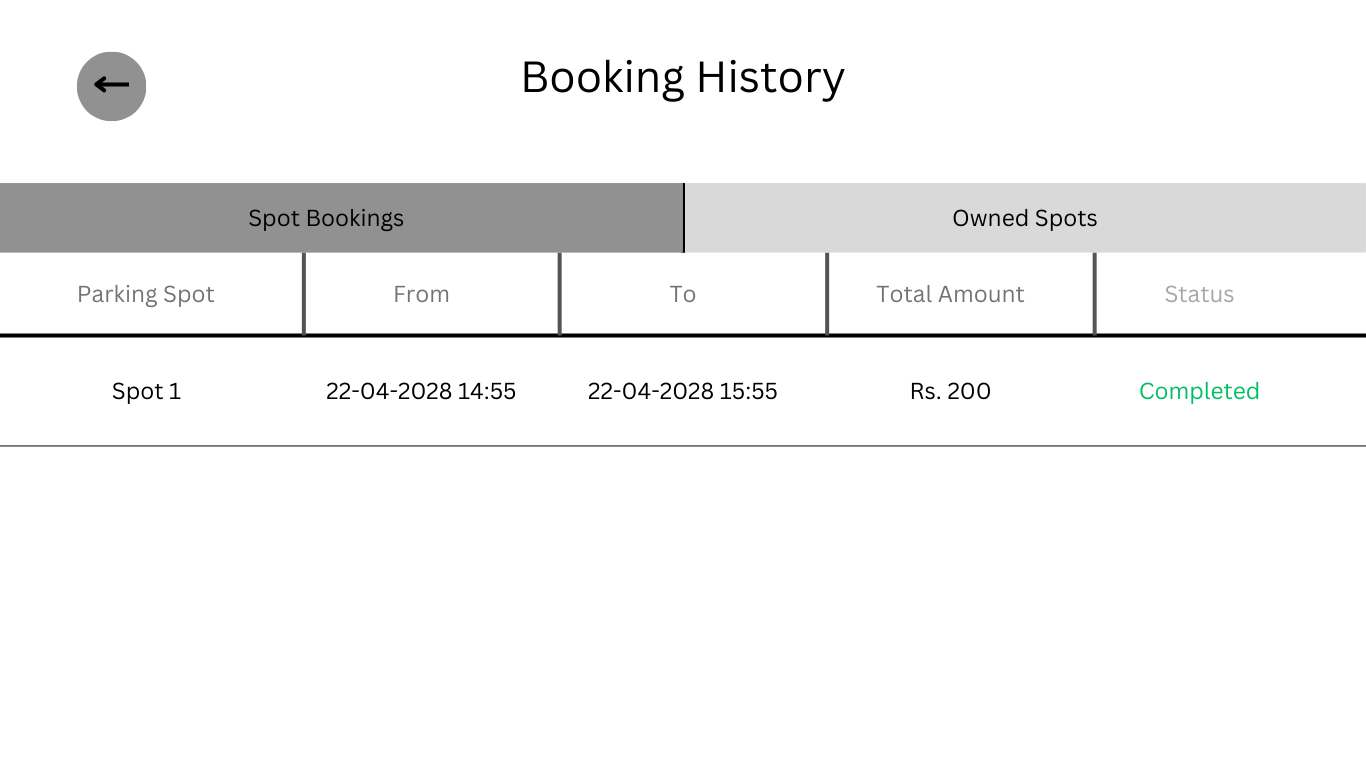 Booking History
Spot Bookings
Owned Spots
Parking Spot
From
To
Total Amount
Status
Spot 1
22-04-2028 14:55
22-04-2028 15:55
Rs. 200
Completed